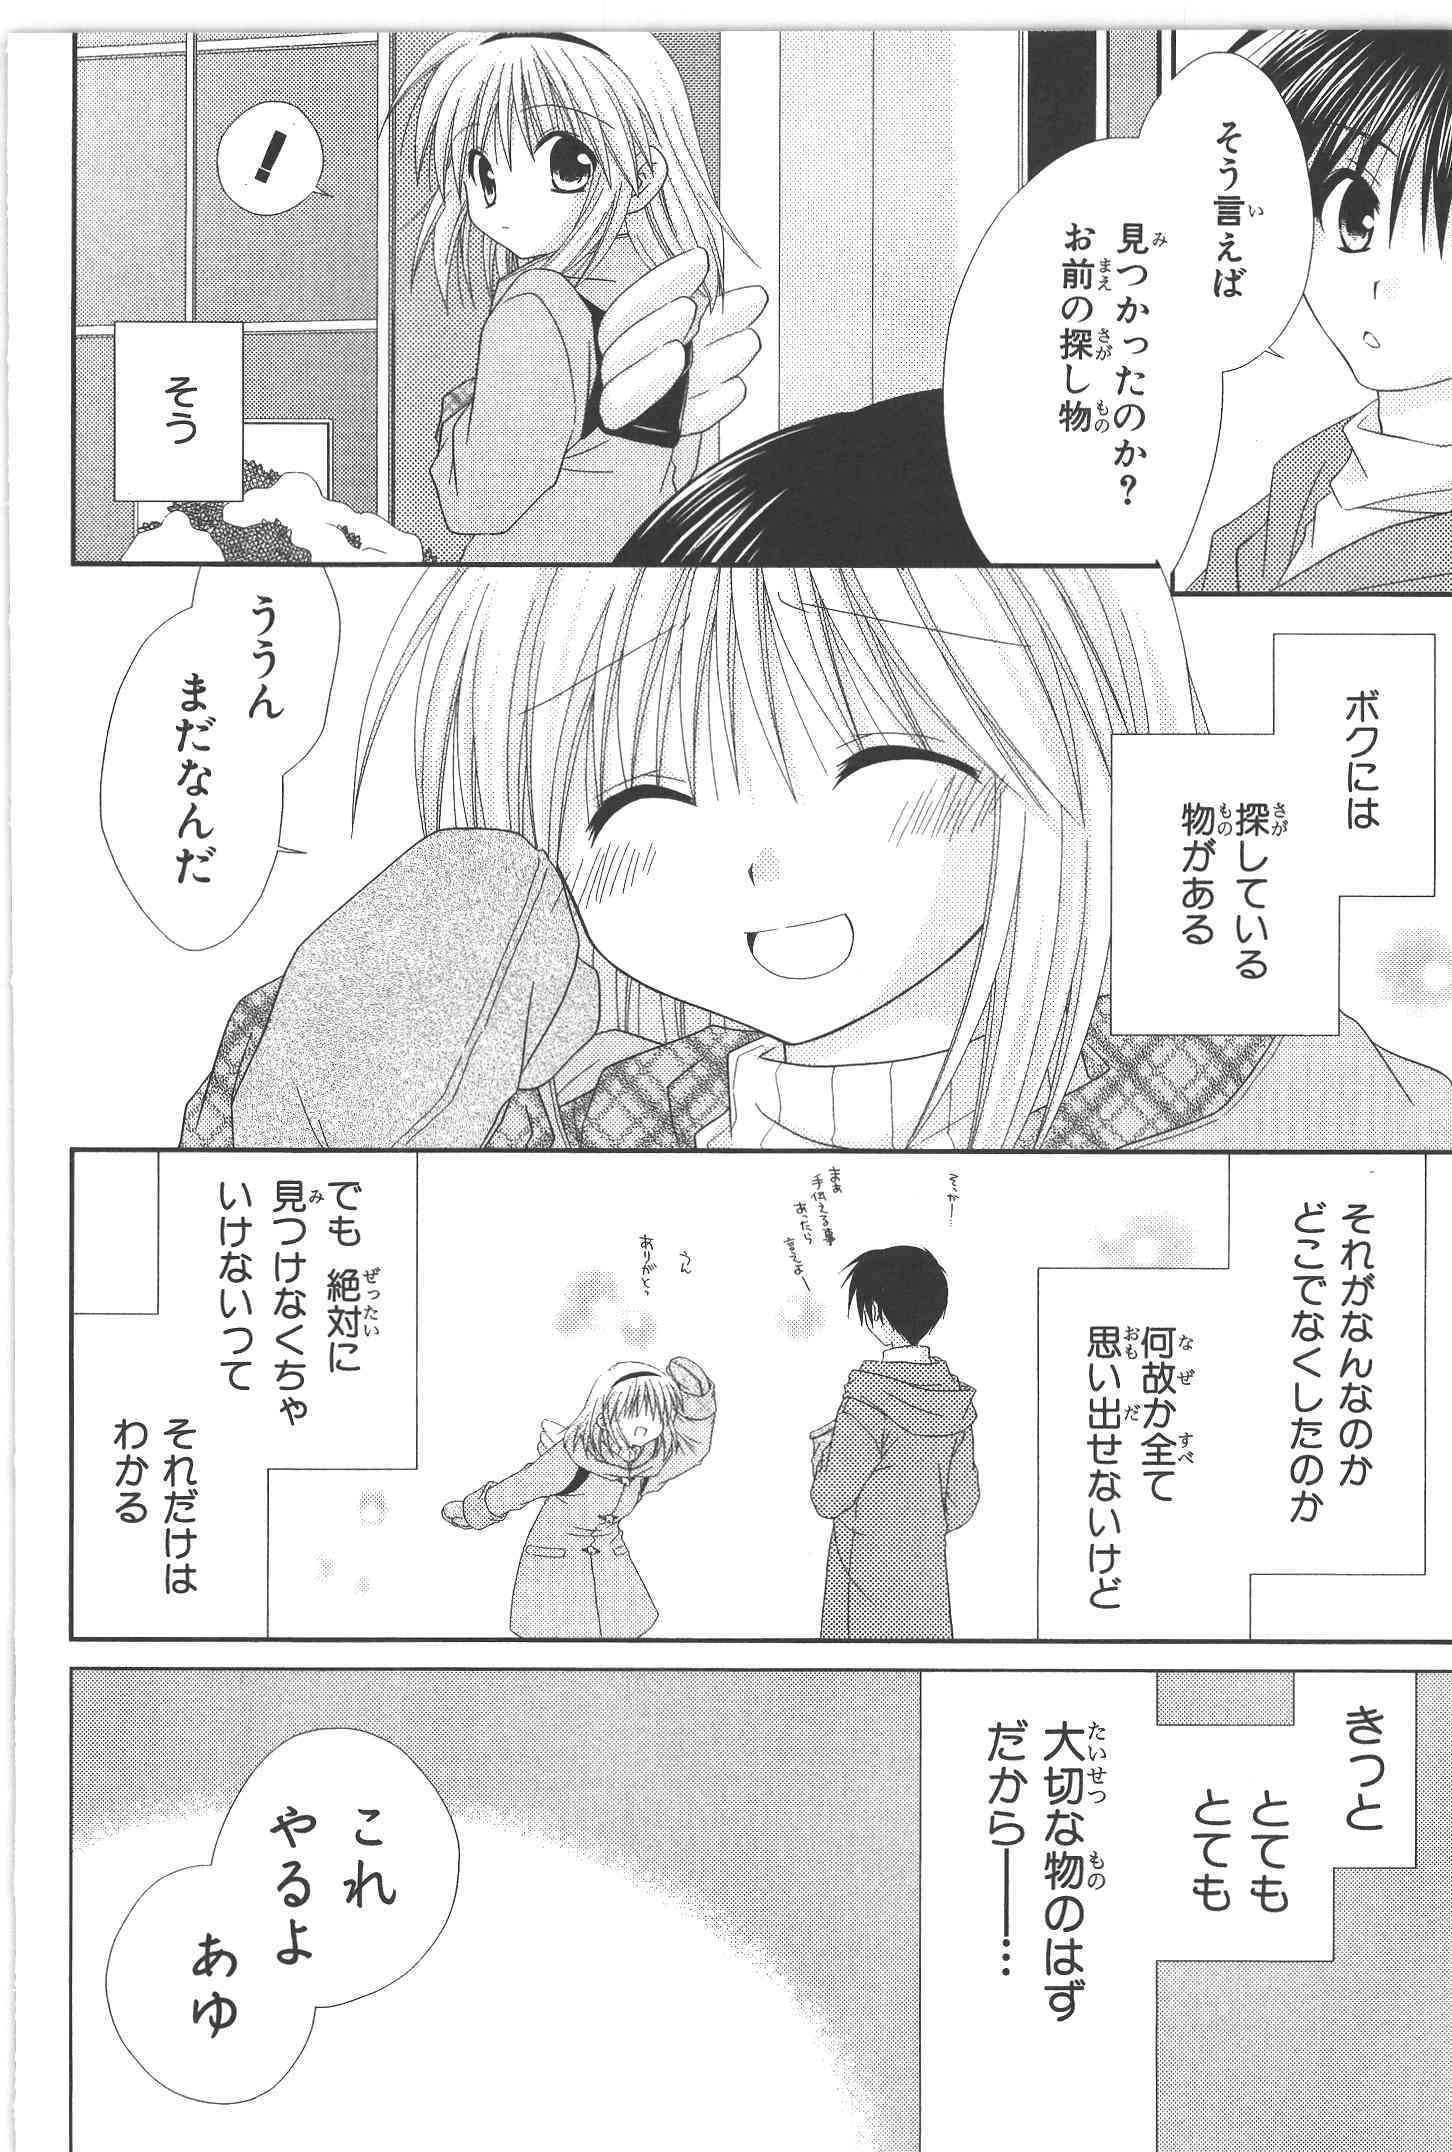 そう言えば
見つかったのか?
お前の探し物
!
そう
ボクには
探している
物がある
ううん
まだなんだ
それがなんなのか
どこでなくしたのか
何故か全て
思い出せないけど
そっかー
まぁ
手伝える事
あったら
言えよー
うん
ありがとう
でも 絶対に
見つけなくちゃ
いけないって
それだけは
わかる
きっと
とても
とても
大切な物のはず
だから――…
これ
やるよ
あゆ